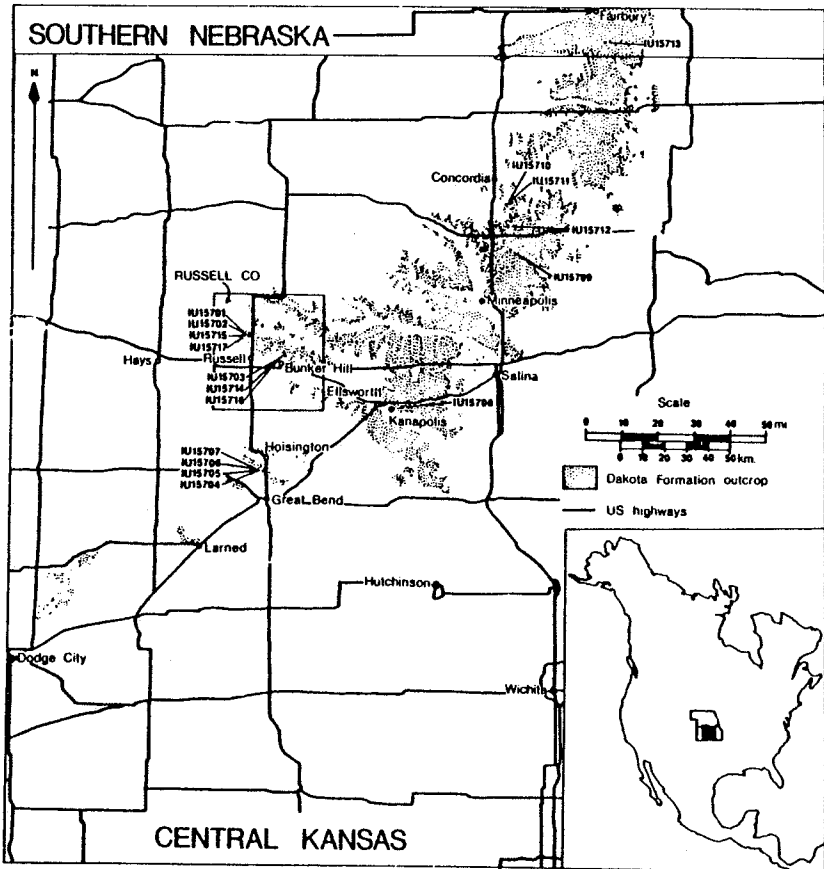 SOUTHERN NEBRASKA
Fairbury
IU15713
N
IU15710
Concordia
IU15711
IU15712
IU15709
RUSSELL CO
Minneapolis
IU15701
IU15702
IU15715
IU15717
Hays
Russell
Bunker Hill
IU15703
IU15714
IU15716
Ellsworth
Salina
Kanapolis
Scale
0 10 20 30 40 50 mi
0 10 20 30 40 50 km.
Hoisington
IU15707
IU15706
IU15705
IU15704
Dakota Formation outcrop
Great Bend
US highways
Larned
Hutchinson
Dodge City
Wichita
CENTRAL KANSAS